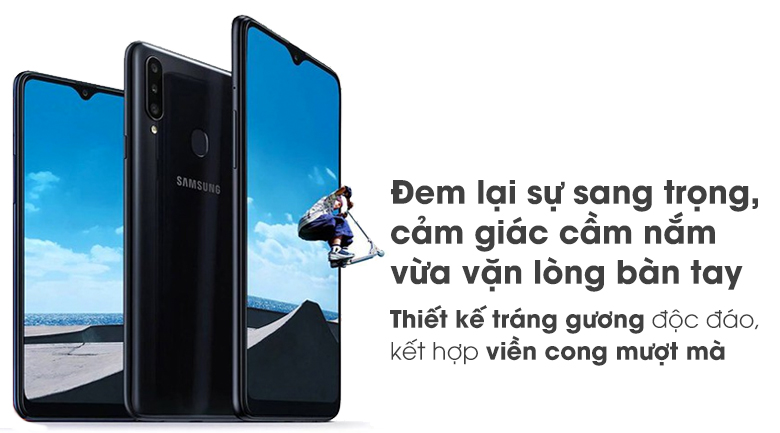 SAMSUNG
Đem lại sự sang trọng,
cảm giác cầm nắm
vừa vặn lòng bàn tay
Thiết kế tráng gương độc đáo,
kết hợp viền cong mượt mà